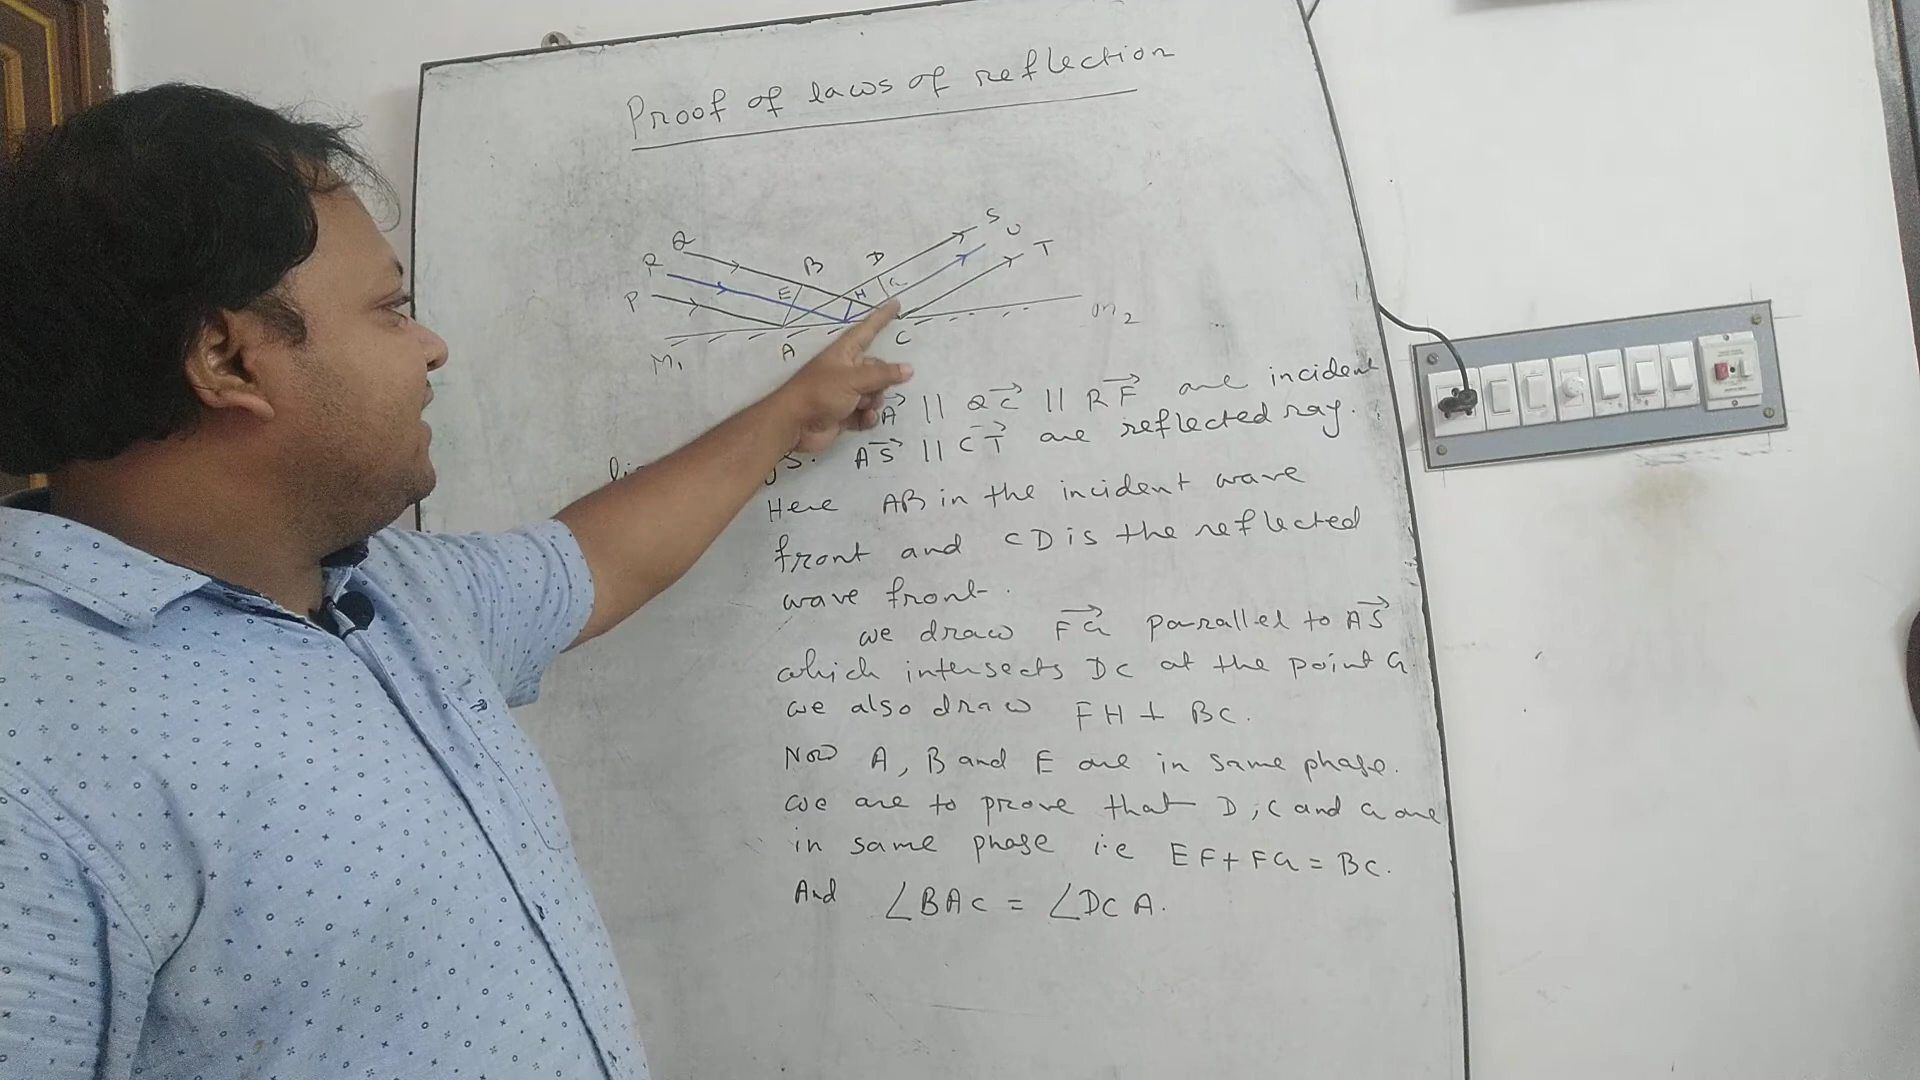 Proof of laws of reflection
Q
R
P
B
E
D
H
G
S
U
T
M1
A
C
m2
A || QC || RF are incident
AS || CT are reflected ray.
Here AB in the incident wave
front and CD is the reflected
wave front.
we draw FG parallel to AS
which intersects DC at the point G.
we also draw FH ⊥ BC.
Now A, B and E are in same phase.
we are to prove that D, C and G are
in same phase i.e EF + FG = BC.
And ∠BAC = ∠DCA.